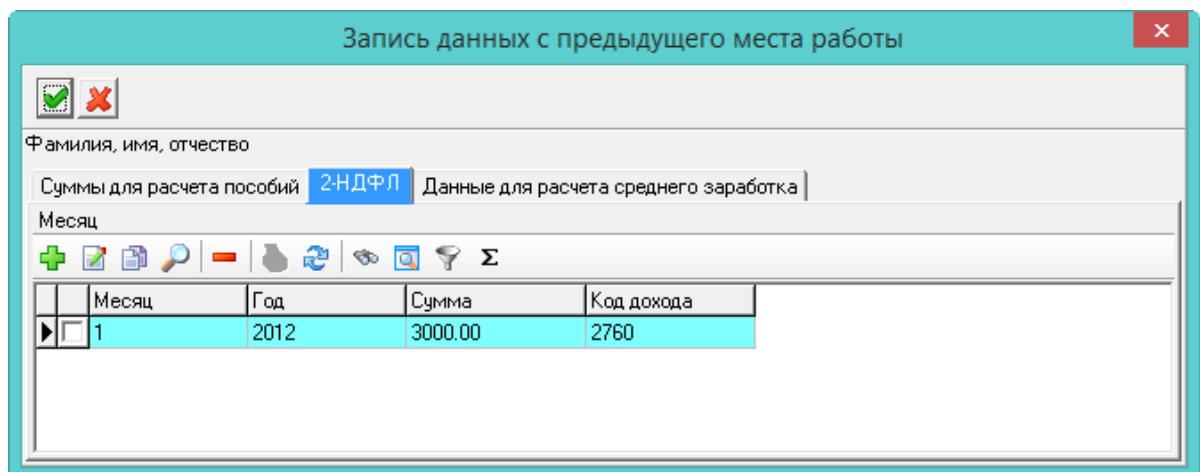 Запись данных с предыдущего места работы
Фамилия, имя, отчество
Суммы для расчета пособий 2-НДФЛ Данные для расчета среднего заработка
Месяц
Σ
Месяц Год Сумма Код дохода
1 2012 3000.00 2760